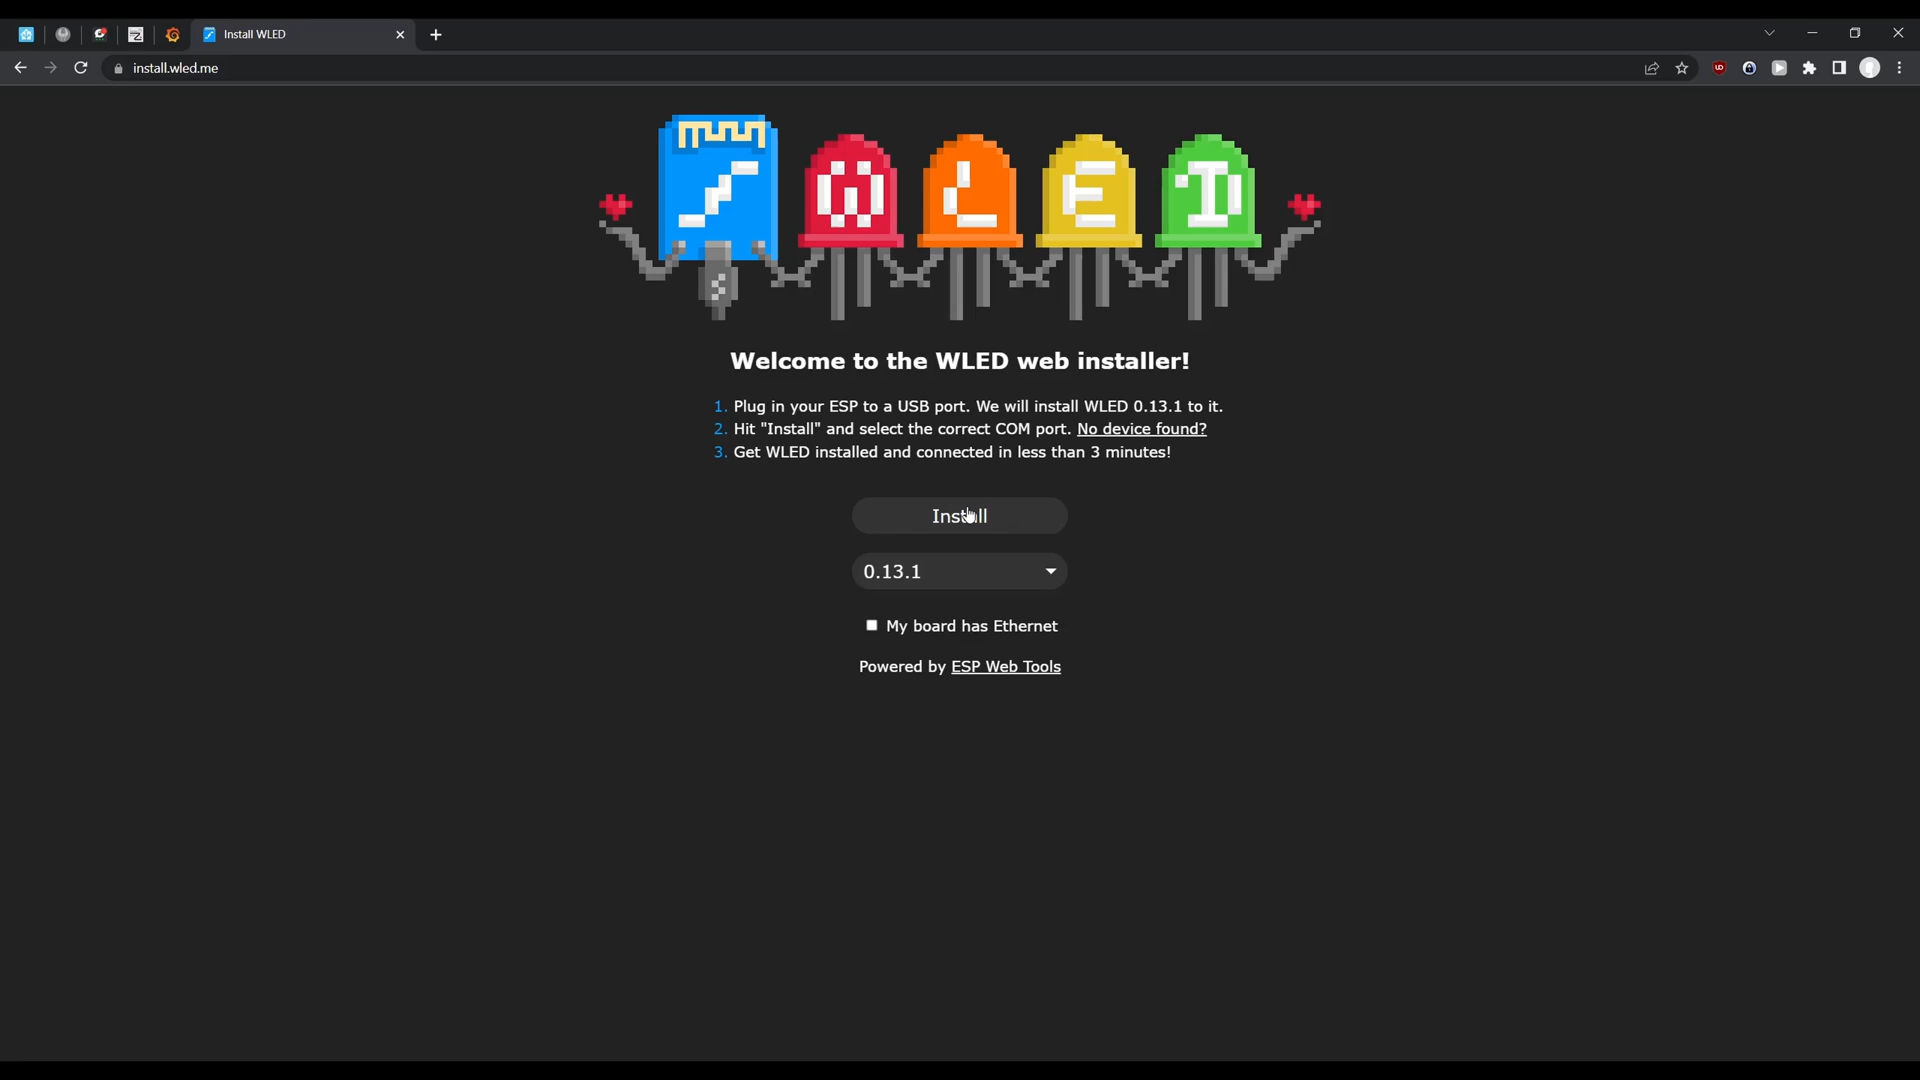 Install WLED
install.wled.me
W L E D
Welcome to the WLED web installer!
1. Plug in your ESP to a USB port. We will install WLED 0.13.1 to it.
2. Hit "Install" and select the correct COM port. No device found?
3. Get WLED installed and connected in less than 3 minutes!
Install
0.13.1
My board has Ethernet
Powered by ESP Web Tools